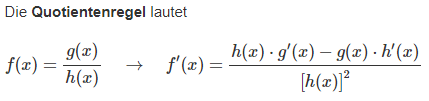 Die Quotientenregel lautet
f(x) = g(x)/h(x) → f′(x) = (h(x) · g′(x) − g(x) · h′(x))/[h(x)]²